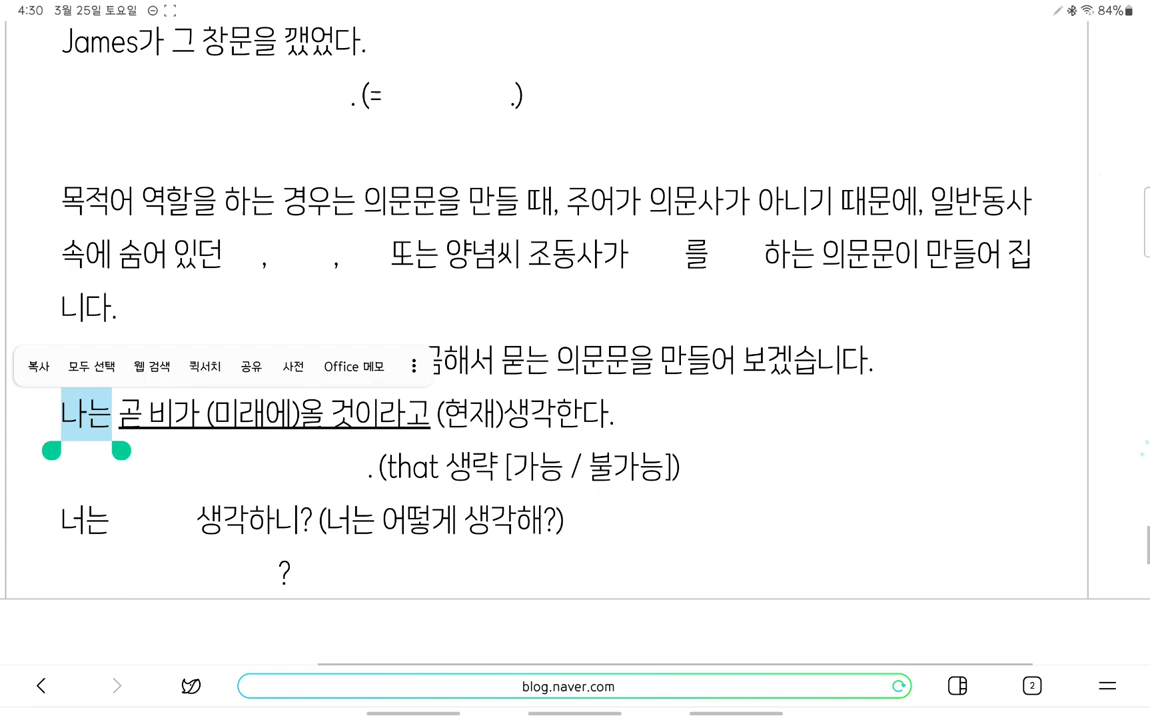 4:30 3월 25일 토요일 84%
James가 그 창문을 깼었다.
. (= .)
목적어 역할을 하는 경우는 의문문을 만들 때, 주어가 의문사가 아니기 때문에, 일반동사
속에 숨어 있던 , , 또는 양념씨 조동사가 를 하는 의문문이 만들어 집
니다.
복사 모두 선택 웹 검색 퀵서치 공유 사전 Office 메모
해서 묻는 의문문을 만들어 보겠습니다.
나는 곧 비가 (미래에)올 것이라고 (현재)생각한다.
. (that 생략 [가능 / 불가능])
너는 생각하니? (너는 어떻게 생각해?)
?
blog.naver.com
2